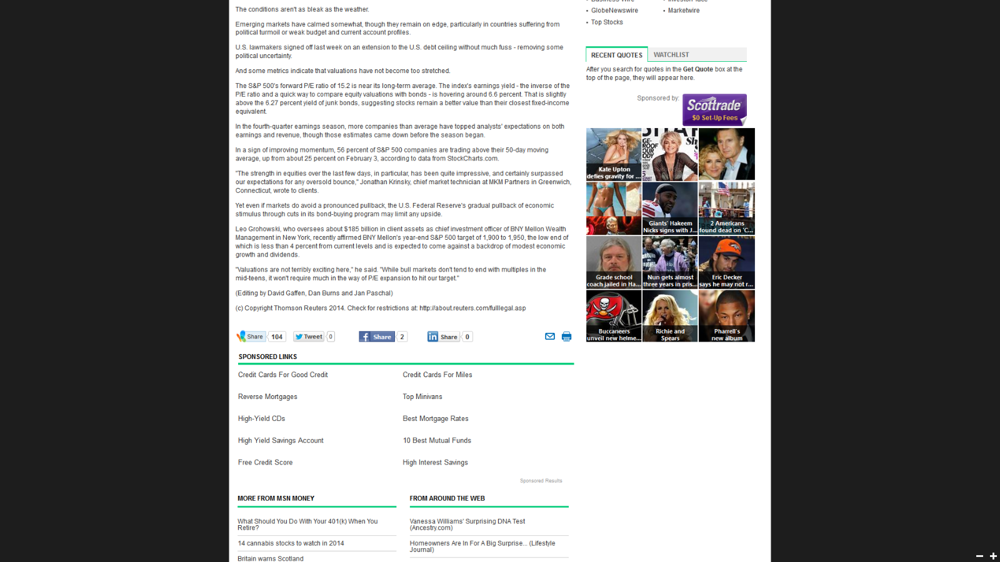 The conditions aren't as bleak as the weather.
Emerging markets have calmed somewhat, though they remain on edge, particularly in countries suffering from
political turmoil or weak budget and current account profiles.
U.S. lawmakers signed off last week on an extension to the U.S. debt ceiling without much fuss - removing some
political uncertainty.
And some metrics indicate that valuations have not become too stretched.
The S&P 500's forward P/E ratio of 15.2 is near its long-term average. The index's earnings yield - the inverse of the
P/E ratio and a quick way to compare equity valuations with bonds - is hovering around 6.6 percent. That is slightly
above the 6.27 percent yield of junk bonds, suggesting stocks remain a better value than their closest fixed-income
equivalent.
In the fourth-quarter earnings season, more companies than average have topped analysts' expectations on both
earnings and revenue, though those estimates came down before the season began.
In a sign of improving momentum, 56 percent of S&P 500 companies are trading above their 50-day moving
average, up from about 25 percent on February 3, according to data from StockCharts.com.
"The strength in equities over the last few days, in particular, has been quite impressive, and certainly surpassed
our expectations for any oversold bounce," Jonathan Krinsky, chief market technician at MKM Partners in Greenwich,
Connecticut, wrote to clients.
Yet even if markets do avoid a pronounced pullback, the U.S. Federal Reserve's gradual pullback of economic
stimulus through cuts in its bond-buying program may limit any upside.
Leo Grohowski, who oversees about $185 billion in client assets as chief investment officer of BNY Mellon Wealth
Management in New York, recently affirmed BNY Mellon's year-end S&P 500 target of 1,900 to 1,950, the low end of
which is less than 4 percent from current levels and is expected to come against a backdrop of modest economic
growth and dividends.
"Valuations are not terribly exciting here," he said. "While bull markets don't tend to end with multiples in the
mid-teens, it won't require much in the way of P/E expansion to hit our target."
(Editing by David Gaffen, Dan Burns and Jan Paschal)
(c) Copyright Thomson Reuters 2014. Check for restrictions at: http://about.reuters.com/fulllegal.asp
Share 104
Tweet 0
Share 2
Share 0
SPONSORED LINKS
Credit Cards For Good Credit
Credit Cards For Miles
Reverse Mortgages
Top Minivans
High-Yield CDs
Best Mortgage Rates
High Yield Savings Account
10 Best Mutual Funds
Free Credit Score
High Interest Savings
Sponsored Results
MORE FROM MSN MONEY
What Should You Do With Your 401(k) When You
Retire?
14 cannabis stocks to watch in 2014
Britain warns Scotland
FROM AROUND THE WEB
Vanessa Williams' Surprising DNA Test
(Ancestry.com)
Homeowners Are In For A Big Surprise... (Lifestyle
Journal)
Business Wire
InvestorPlace
GlobeNewswire
Marketwire
Top Stocks
RECENT QUOTES
WATCHLIST
After you search for quotes in the Get Quote box at the
top of the page, they will appear here.
Sponsored by:
Scottrade
$0 Set-Up Fees
Kate Upton
defies gravity for ...
Giants' Hakeem
Nicks signs with J...
2 Americans
found dead on 'C...
Grade school
coach jailed in Ha...
Nun gets almost
three years in pris...
Eric Decker
says he may not r...
Buccaneers
unveil new helme...
Richie and
Spears
Pharrell's
new album